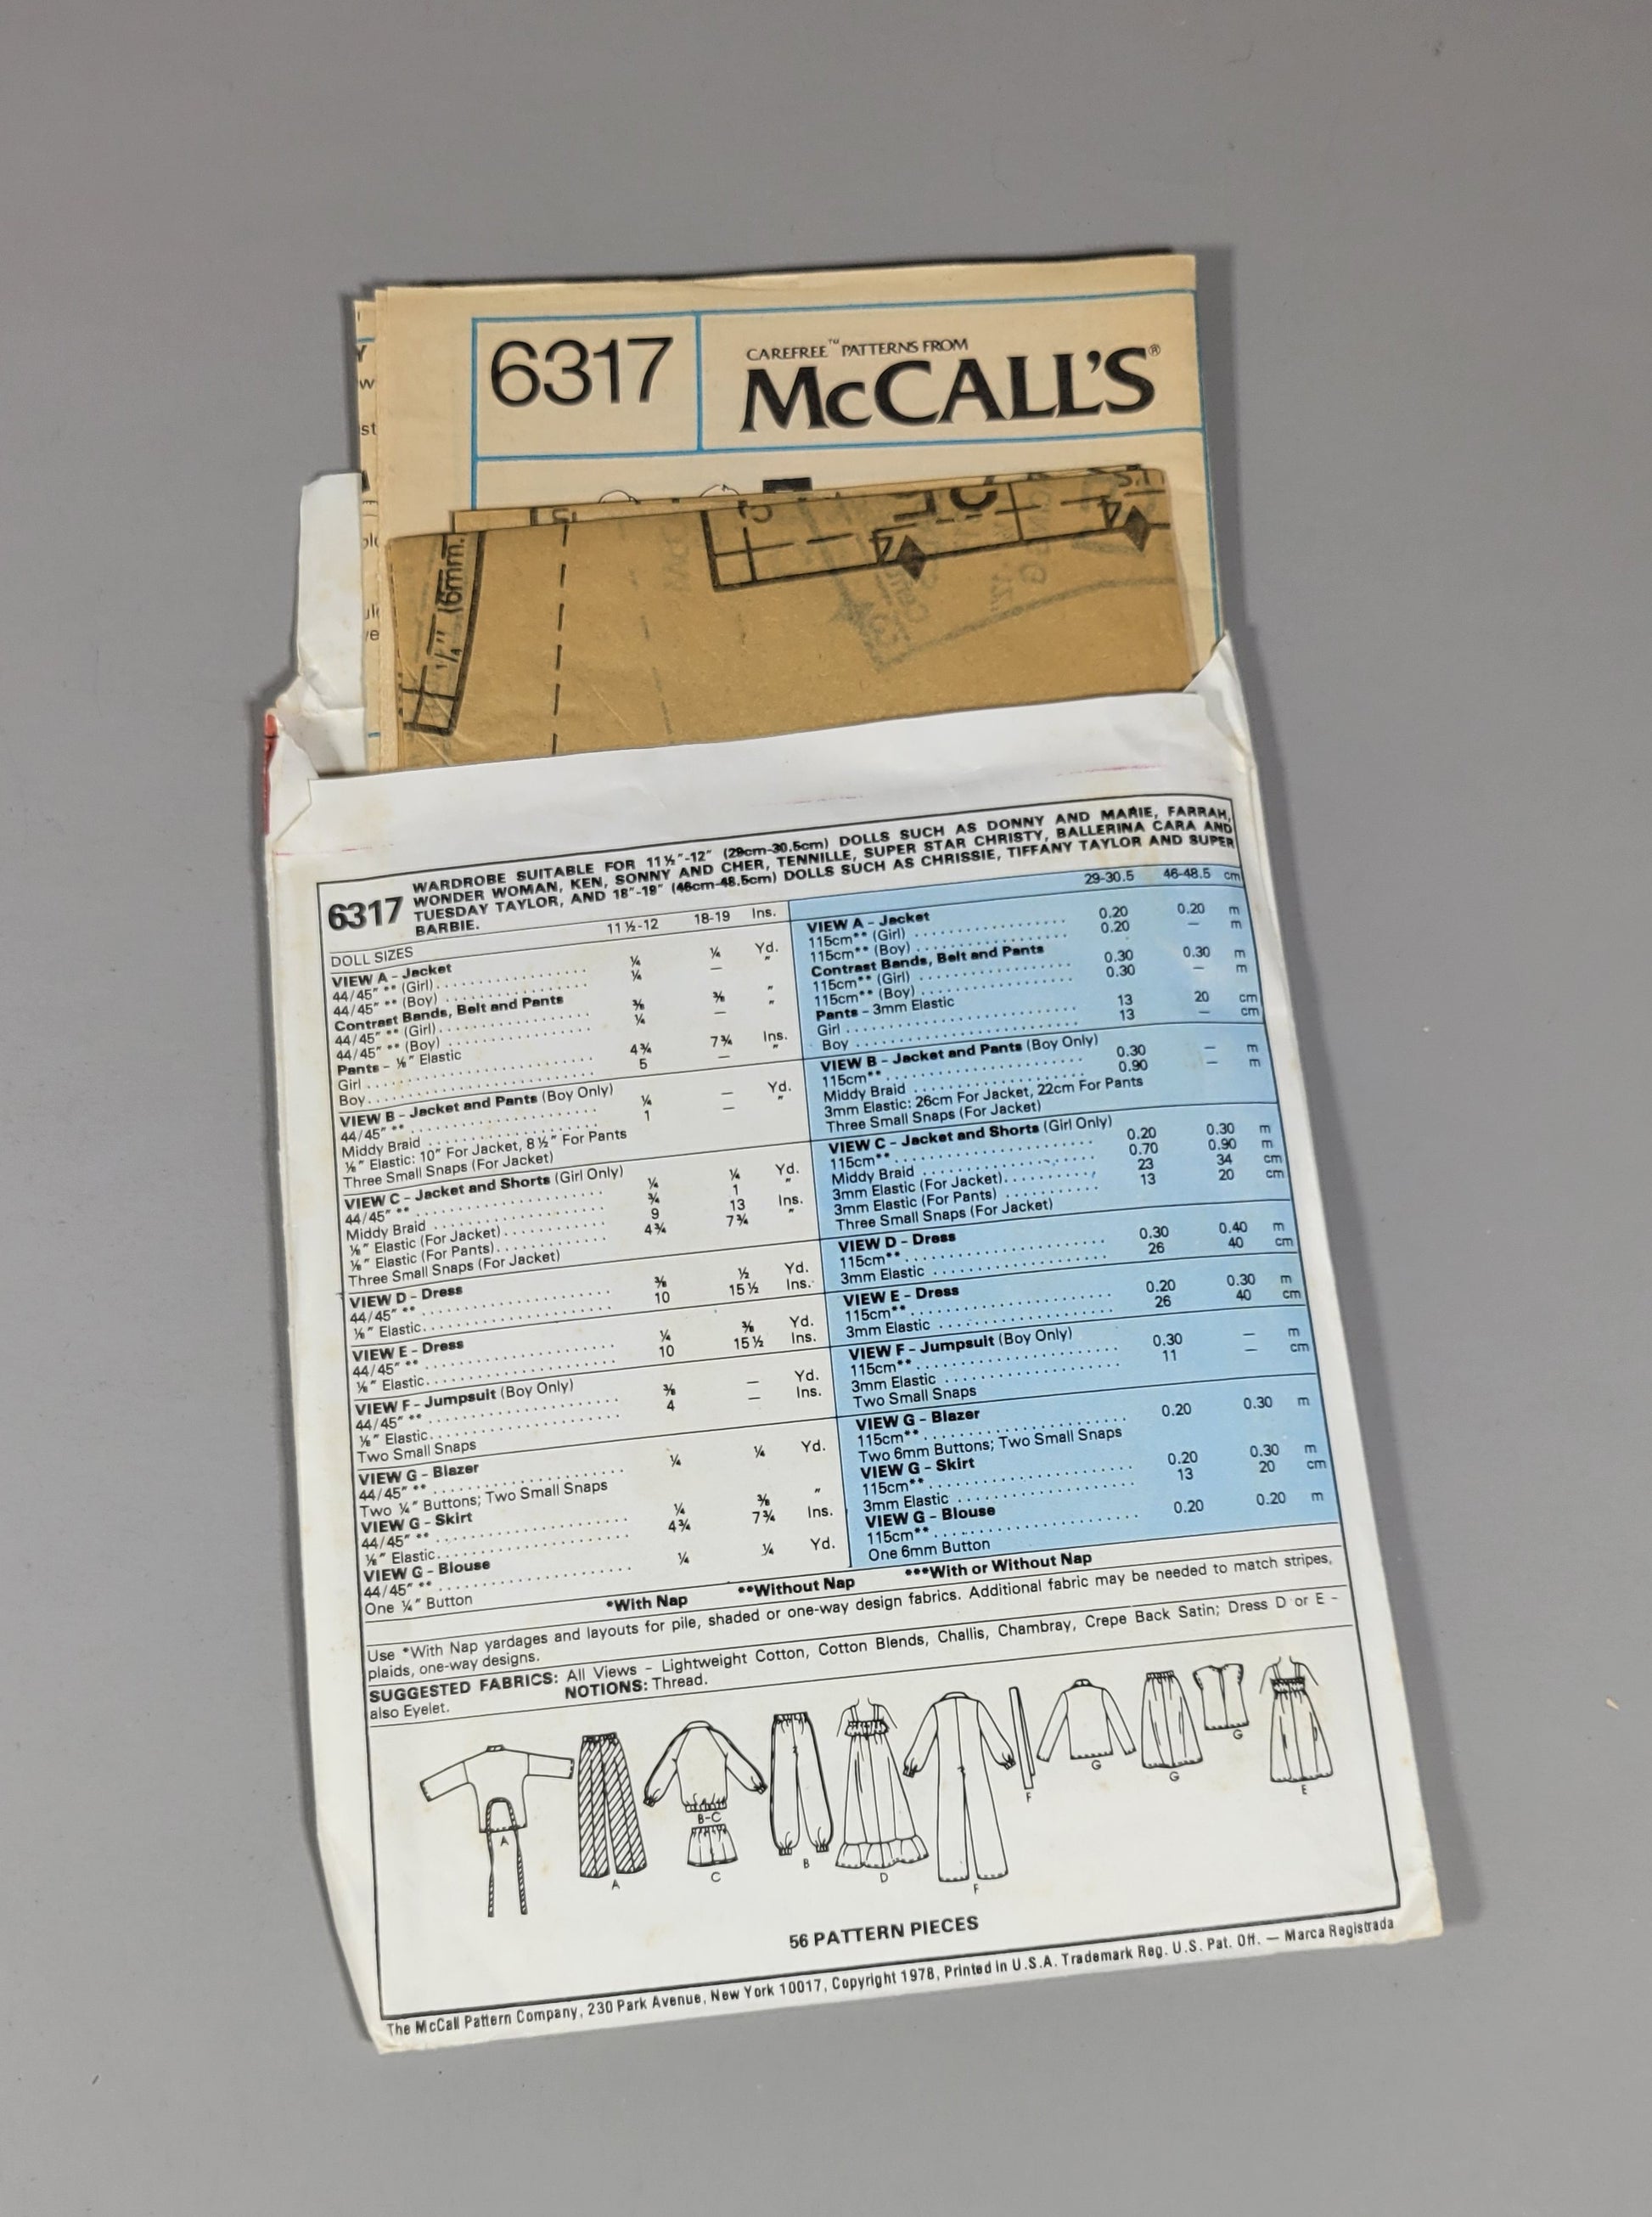 6317
CAREFREE™ PATTERNS FROM
McCALL'S®
¼" (6mm.
6317
WARDROBE SUITABLE FOR 11½"-12" (29cm-30.5cm) DOLLS SUCH AS DONNY AND MARIE, FARRAH,
WONDER WOMAN, KEN, SONNY AND CHER, TENNILLE, SUPER STAR CHRISTY, BALLERINA CARA AND
TUESDAY TAYLOR, AND 18"-19" (46cm-48.5cm) DOLLS SUCH AS CHRISSIE, TIFFANY TAYLOR AND SUPER
BARBIE.
DOLL SIZES 11½-12 18-19 Ins.
VIEW A - Jacket
44/45" ** (Girl) ¼ ¼ Yd.
44/45" ** (Boy) ¼ — "
Contrast Bands, Belt and Pants
44/45" ** (Girl) ⅜ ⅜ "
44/45" ** (Boy) ¼ — "
Pants - ⅛" Elastic
Girl 4¾ 7¾ Ins.
Boy 5 — "
VIEW B - Jacket and Pants (Boy Only)
44/45" ** ¼ — Yd.
Middy Braid 1 — "
⅛" Elastic: 10" For Jacket, 8½" For Pants
Three Small Snaps (For Jacket)
VIEW C - Jacket and Shorts (Girl Only)
44/45" ** ¼ ¼ Yd.
Middy Braid ¾ 1 "
⅛" Elastic (For Jacket) 9 13 Ins.
⅛" Elastic (For Pants) 4¾ 7¾ "
Three Small Snaps (For Jacket)
VIEW D - Dress
44/45" ** ⅜ ½ Yd.
⅛" Elastic 10 15½ Ins.
VIEW E - Dress
44/45" ** ¼ ⅜ Yd.
⅛" Elastic 10 15½ Ins.
VIEW F - Jumpsuit (Boy Only)
44/45" ** ⅜ — Yd.
⅛" Elastic 4 — Ins.
Two Small Snaps
VIEW G - Blazer
44/45" ** ¼ ¼ Yd.
Two ¼" Buttons; Two Small Snaps
VIEW G - Skirt
44/45" ** ¼ ⅜ "
⅛" Elastic 4¾ 7¾ Ins.
VIEW G - Blouse
44/45" ** ¼ ¼ Yd.
One ¼" Button
29-30.5 46-48.5 cm
VIEW A - Jacket
115cm** (Girl) 0.20 0.20 m
115cm** (Boy) 0.20 — m
Contrast Bands, Belt and Pants
115cm** (Girl) 0.30 0.30 m
115cm** (Boy) 0.30 — m
Pants - 3mm Elastic
Girl 13 20 cm
Boy 13 — cm
VIEW B - Jacket and Pants (Boy Only)
115cm** 0.30 — m
Middy Braid 0.90 — m
3mm Elastic: 26cm For Jacket, 22cm For Pants
Three Small Snaps (For Jacket)
VIEW C - Jacket and Shorts (Girl Only)
115cm** 0.20 0.30 m
Middy Braid 0.70 0.90 m
3mm Elastic (For Jacket) 23 34 cm
3mm Elastic (For Pants) 13 20 cm
Three Small Snaps (For Jacket)
VIEW D - Dress
115cm** 0.30 0.40 m
3mm Elastic 26 40 cm
VIEW E - Dress
115cm** 0.20 0.30 m
3mm Elastic 26 40 cm
VIEW F - Jumpsuit (Boy Only)
115cm** 0.30 — m
3mm Elastic 11 — cm
Two Small Snaps
VIEW G - Blazer
115cm** 0.20 0.30 m
Two 6mm Buttons; Two Small Snaps
VIEW G - Skirt
115cm** 0.20 0.30 m
3mm Elastic 13 20 cm
VIEW G - Blouse
115cm** 0.20 0.20 m
One 6mm Button
*With Nap **Without Nap ***With or Without Nap
Use *With Nap yardages and layouts for pile, shaded or one-way design fabrics. Additional fabric may be needed to match stripes,
plaids, one-way designs.
SUGGESTED FABRICS: All Views - Lightweight Cotton, Cotton Blends, Challis, Chambray, Crepe Back Satin; Dress D or E -
also Eyelet. NOTIONS: Thread.
A A B-C C B D F F G G G E
56 PATTERN PIECES
The McCall Pattern Company, 230 Park Avenue, New York 10017, Copyright 1978, Printed in U.S.A. Trademark Reg. U.S. Pat. Off. — Marca Registrada